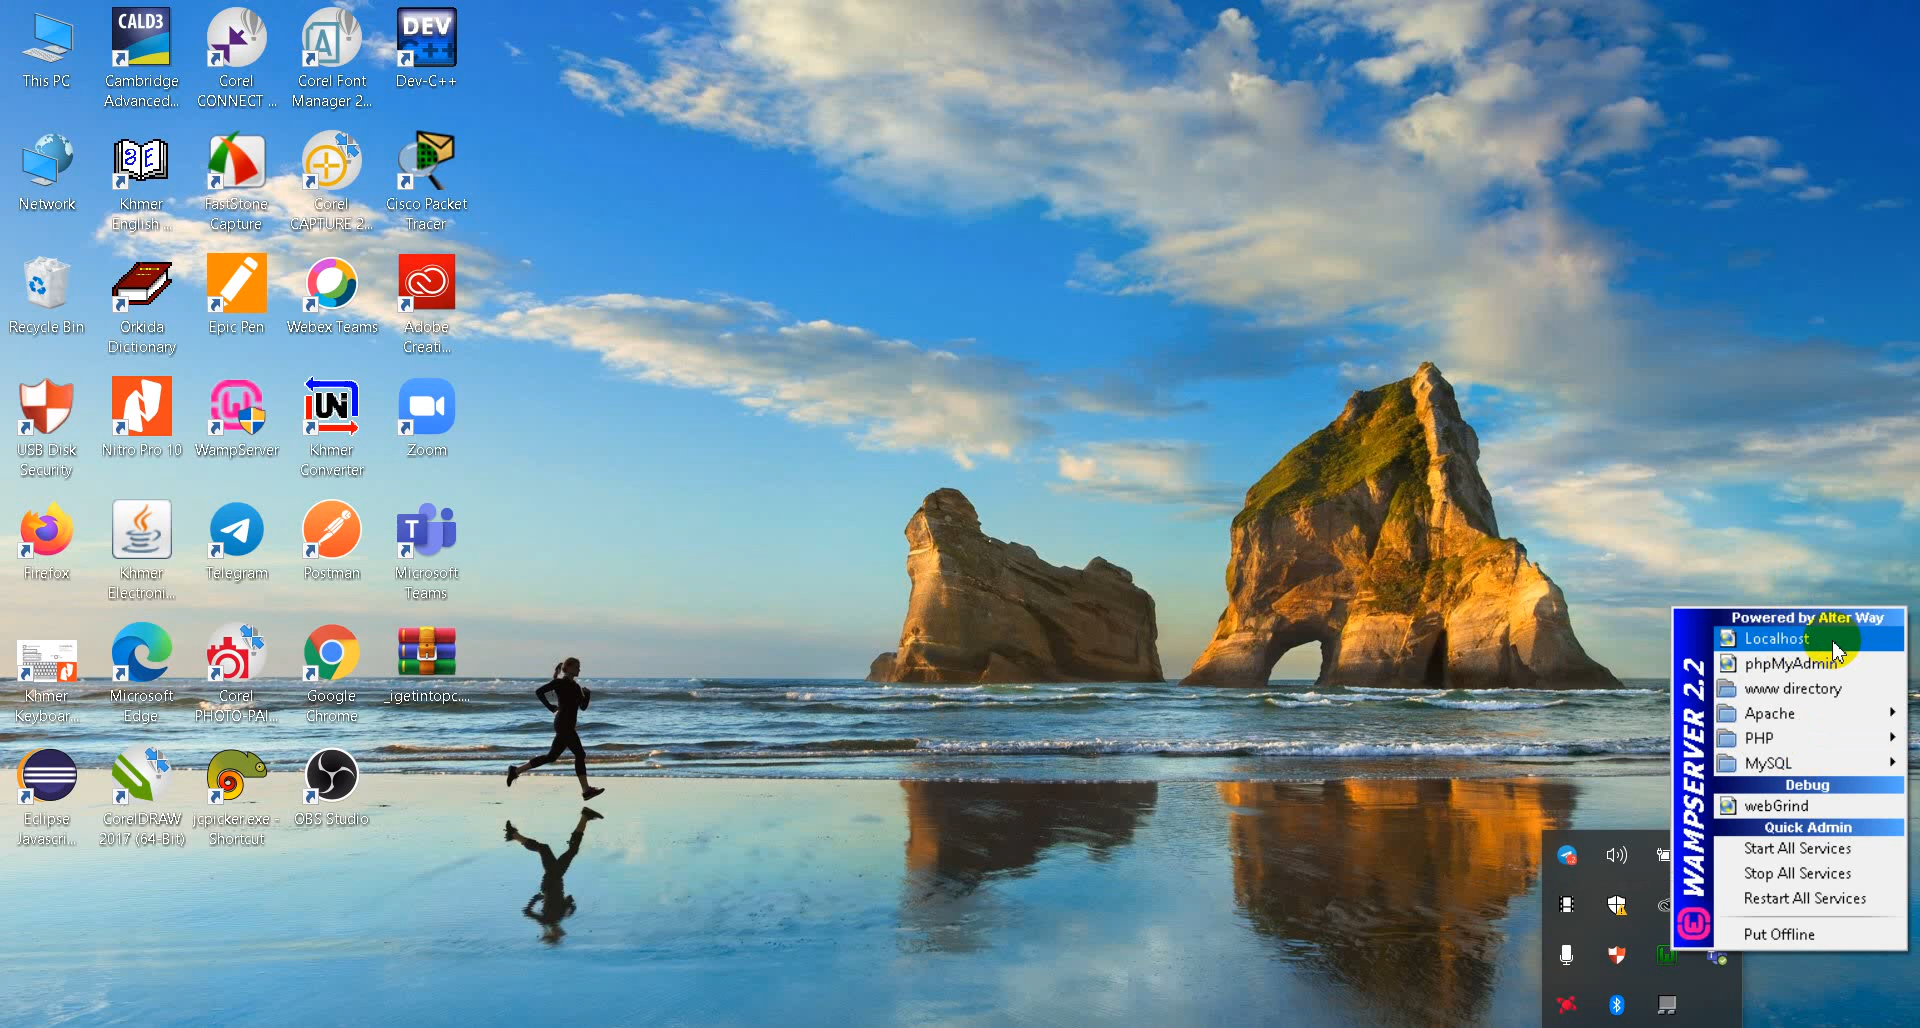 CALD3
DEV
C++
This PC
Cambridge
Advanced...
Corel
CONNECT ...
Corel Font
Manager 2...
Dev-C++
Network
Khmer
English ...
FastStone
Capture
Corel
CAPTURE 2...
Cisco Packet
Tracer
Recycle Bin
Orkida
Dictionary
Epic Pen
Webex Teams
Adobe
Creati...
UNi
USB Disk
Security
Nitro Pro 10
WampServer
Khmer
Converter
Zoom
Firefox
Khmer
Electroni...
Telegram
Postman
Microsoft
Teams
Khmer
Keyboar...
Microsoft
Edge
Corel
PHOTO-PAI...
Google
Chrome
_igetintopc....
Eclipse
Javascri...
CorelDRAW
2017 (64-Bit)
jcpicker.exe -
Shortcut
OBS Studio
WAMPSERVER 2.2
Powered by Alter Way
Localhost
phpMyAdmin
www directory
Apache
PHP
MySQL
Debug
webGrind
Quick Admin
Start All Services
Stop All Services
Restart All Services
Put Offline